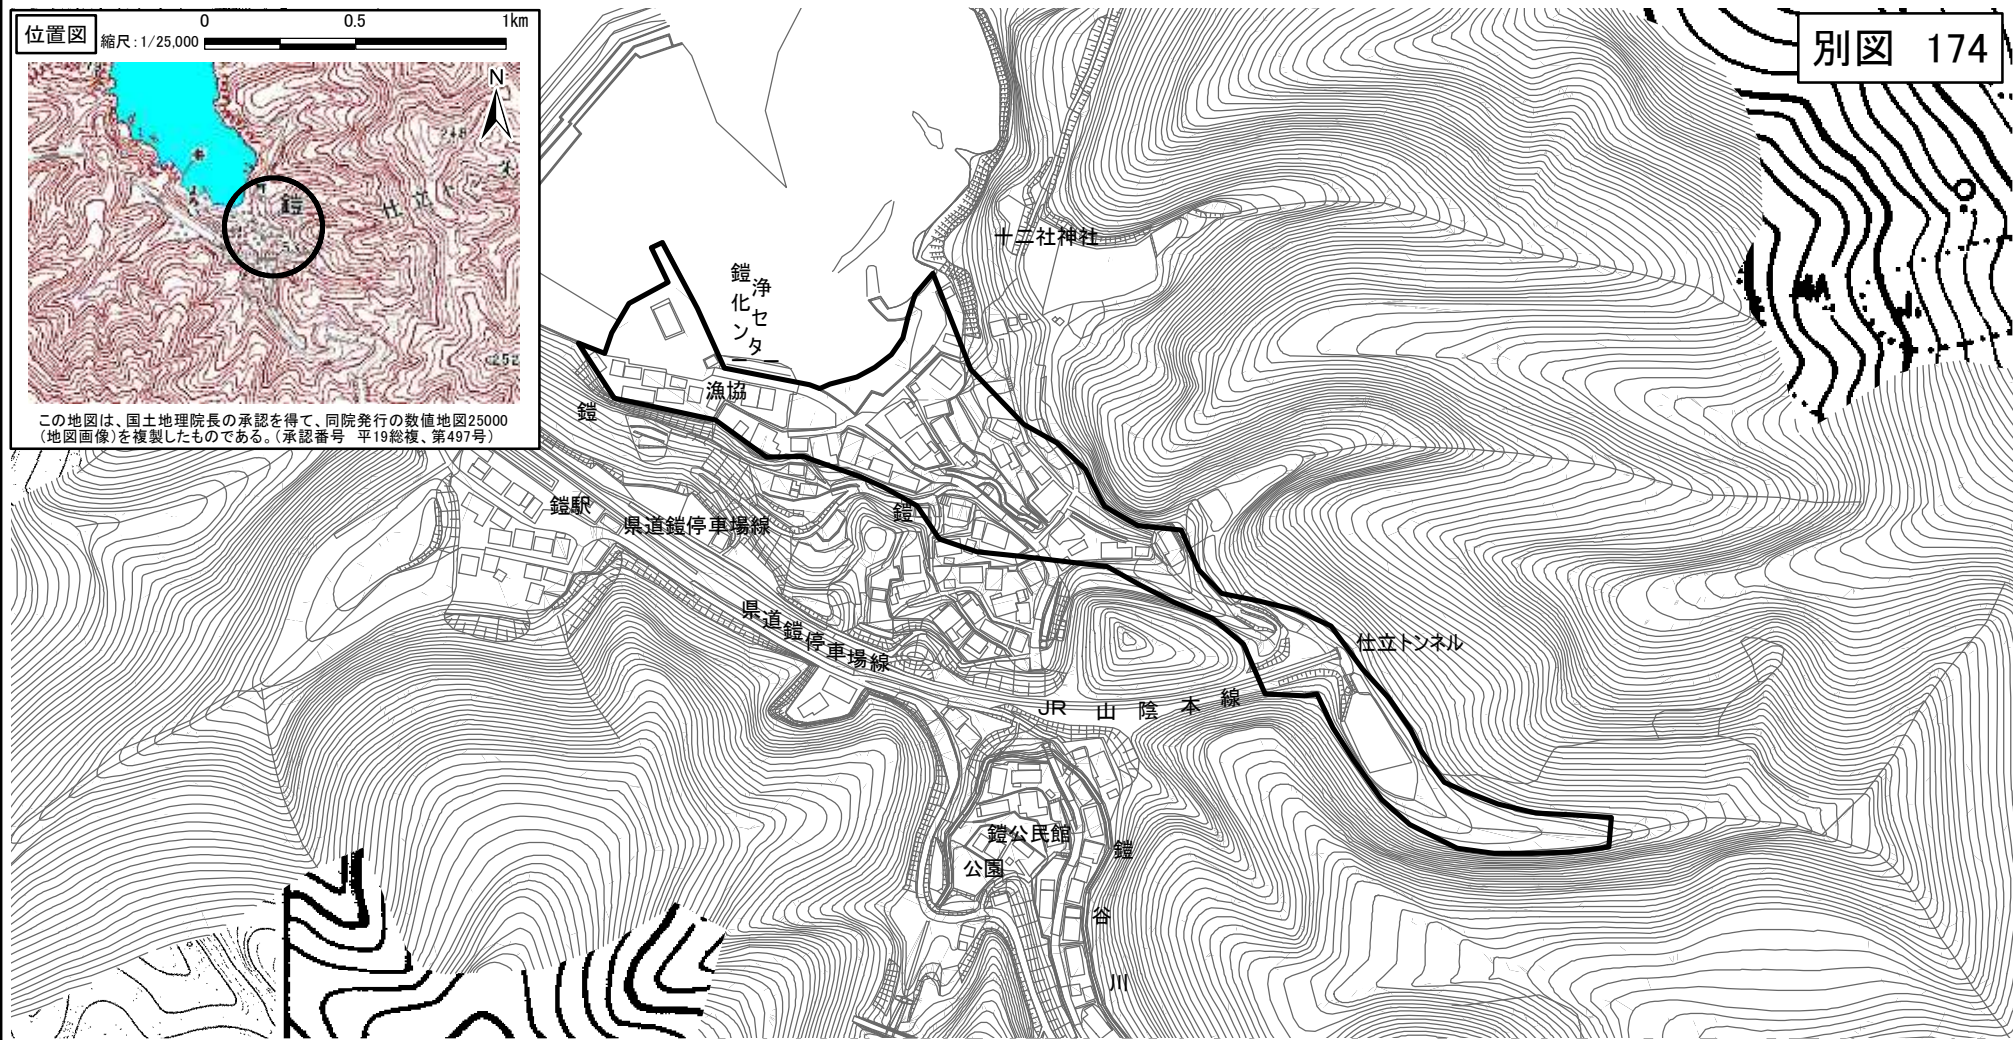 位置図
縮尺:1/25,000
0 0.5 1km
N
248
鎧
仕立
252
この地図は、国土地理院長の承認を得て、同院発行の数値地図25000
(地図画像)を複製したものである。(承認番号 平19総複、第497号)
別図 174
十二社神社
鎧浄化センター
漁協
鎧
鎧駅
県道鎧停車場線
鎧
県道鎧停車場線
仕立トンネル
JR 山陰本線
鎧公民館
公園
鎧谷川